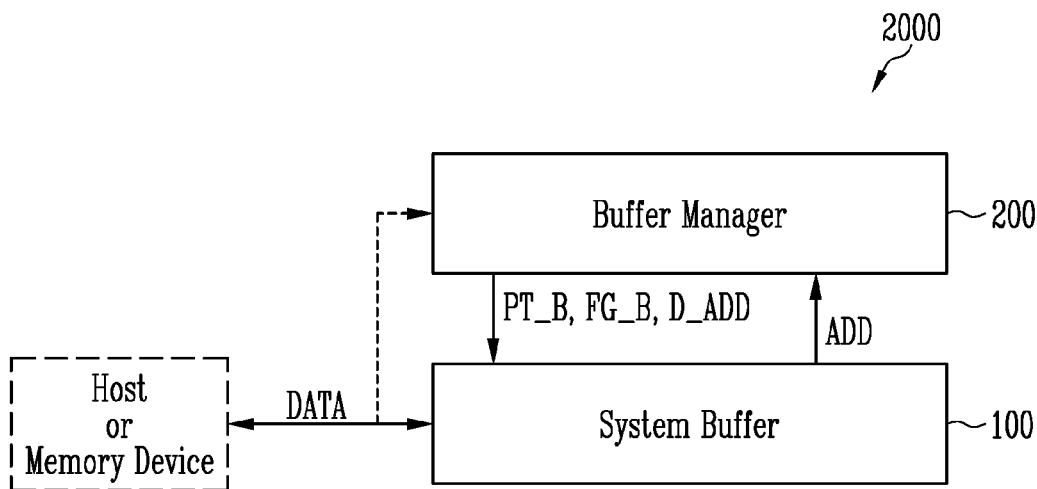 2000
Buffer Manager
200
PT_B, FG_B, D_ADD
ADD
Host
or
Memory Device
DATA
System Buffer
100